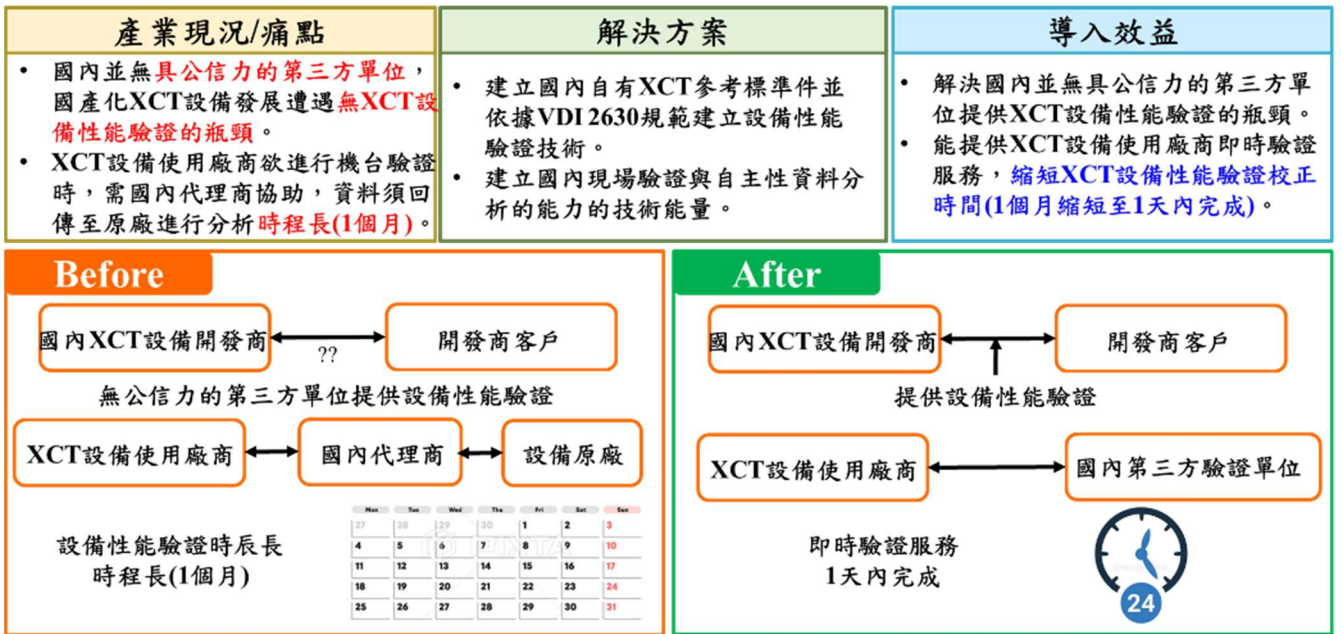 產業現況/痛點
• 國內並無具公信力的第三方單位，
國產化XCT設備發展遭遇無XCT設
備性能驗證的瓶頸。
• XCT設備使用廠商欲進行機台驗證
時，需國內代理商協助，資料須回
傳至原廠進行分析時程長(1個月)。
解決方案
• 建立國內自有XCT參考標準件並
依據VDI 2630規範建立設備性能
驗證技術。
• 建立國內現場驗證與自主性資料分
析的能力的技術能量。
導入效益
• 解決國內並無具公信力的第三方單
位提供XCT設備性能驗證的瓶頸。
• 能提供XCT設備使用廠商即時驗證
服務，縮短XCT設備性能驗證校正
時間(1個月縮短至1天內完成)。
Before
國內XCT設備開發商
??
開發商客戶
無公信力的第三方單位提供設備性能驗證
XCT設備使用廠商
國內代理商
設備原廠
設備性能驗證時辰長
時程長(1個月)
Mon Tue Wed Thu Fri Sat Sun
27 28 29 30 1 2 3
4 5 6 7 8 9 10
11 12 13 14 15 16 17
18 19 20 21 22 23 24
25 26 27 28 29 30 31
After
國內XCT設備開發商
開發商客戶
提供設備性能驗證
XCT設備使用廠商
國內第三方驗證單位
即時驗證服務
1天內完成
24